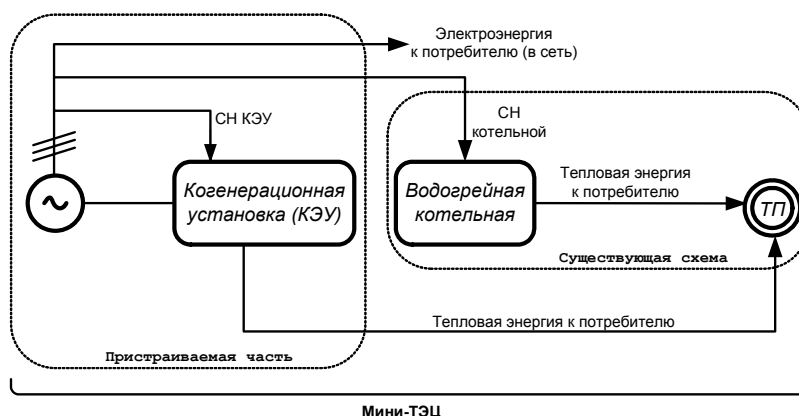 Электроэнергия
к потребителю (в сеть)
СН КЭУ
СН
котельной
Когенерационная
установка (КЭУ)
Водогрейная
котельная
Тепловая энергия
к потребителю
ТП
Существующая схема
Тепловая энергия к потребителю
Пристраиваемая часть
Мини-ТЭЦ